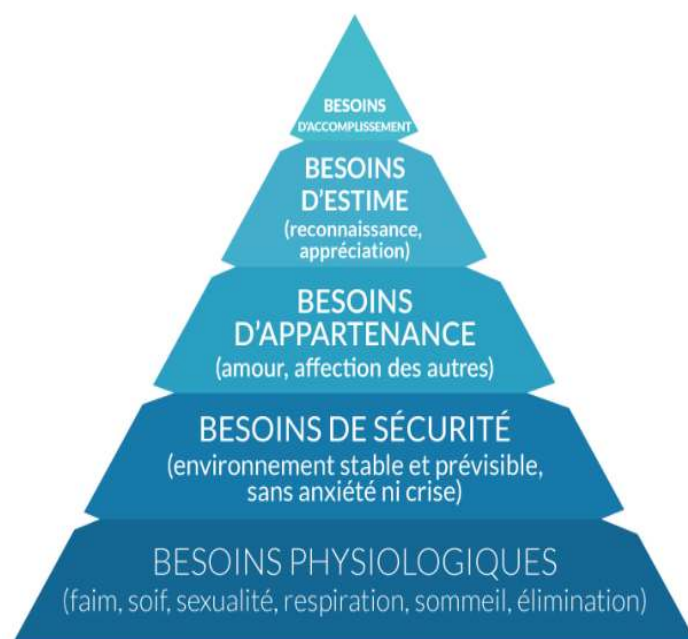 BESOINS
D'ACCOMPLISSEMENT
BESOINS
D'ESTIME
(reconnaissance,
appréciation)
BESOINS
D'APPARTENANCE
(amour, affection des autres)
BESOINS DE SÉCURITÉ
(environnement stable et prévisible,
sans anxiété ni crise)
BESOINS PHYSIOLOGIQUES
(faim, soif, sexualité, respiration, sommeil, élimination)